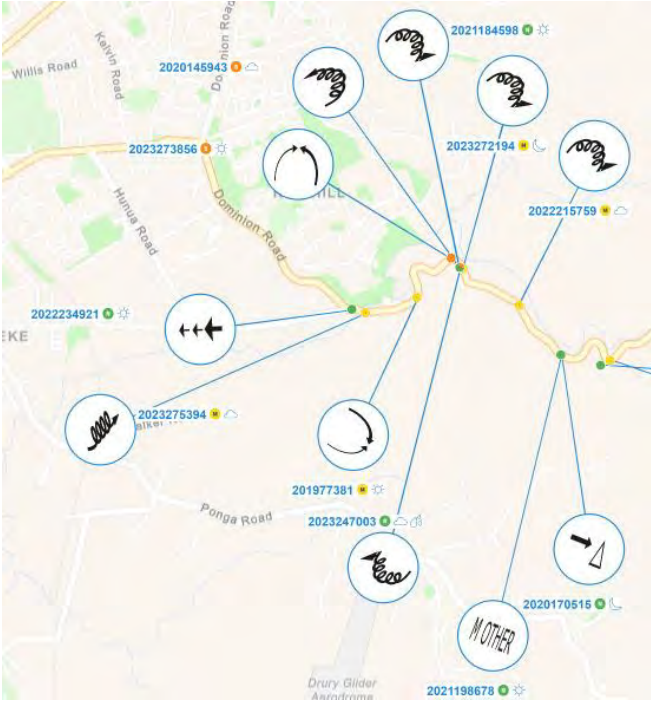 2021184598 N
2020145943 S
Dominion Road
Kelvin Road
Willis Road
2023272194 M
2023273856 S
Hunua Road
2022215759 M
Dominion Road
2022234921 N
EKE
2023275394 M
201977381 M
Ponga Road
2023247003 N
2020170515 N
M OTHER
2021198678 N
Drury Glider
Aerodrome